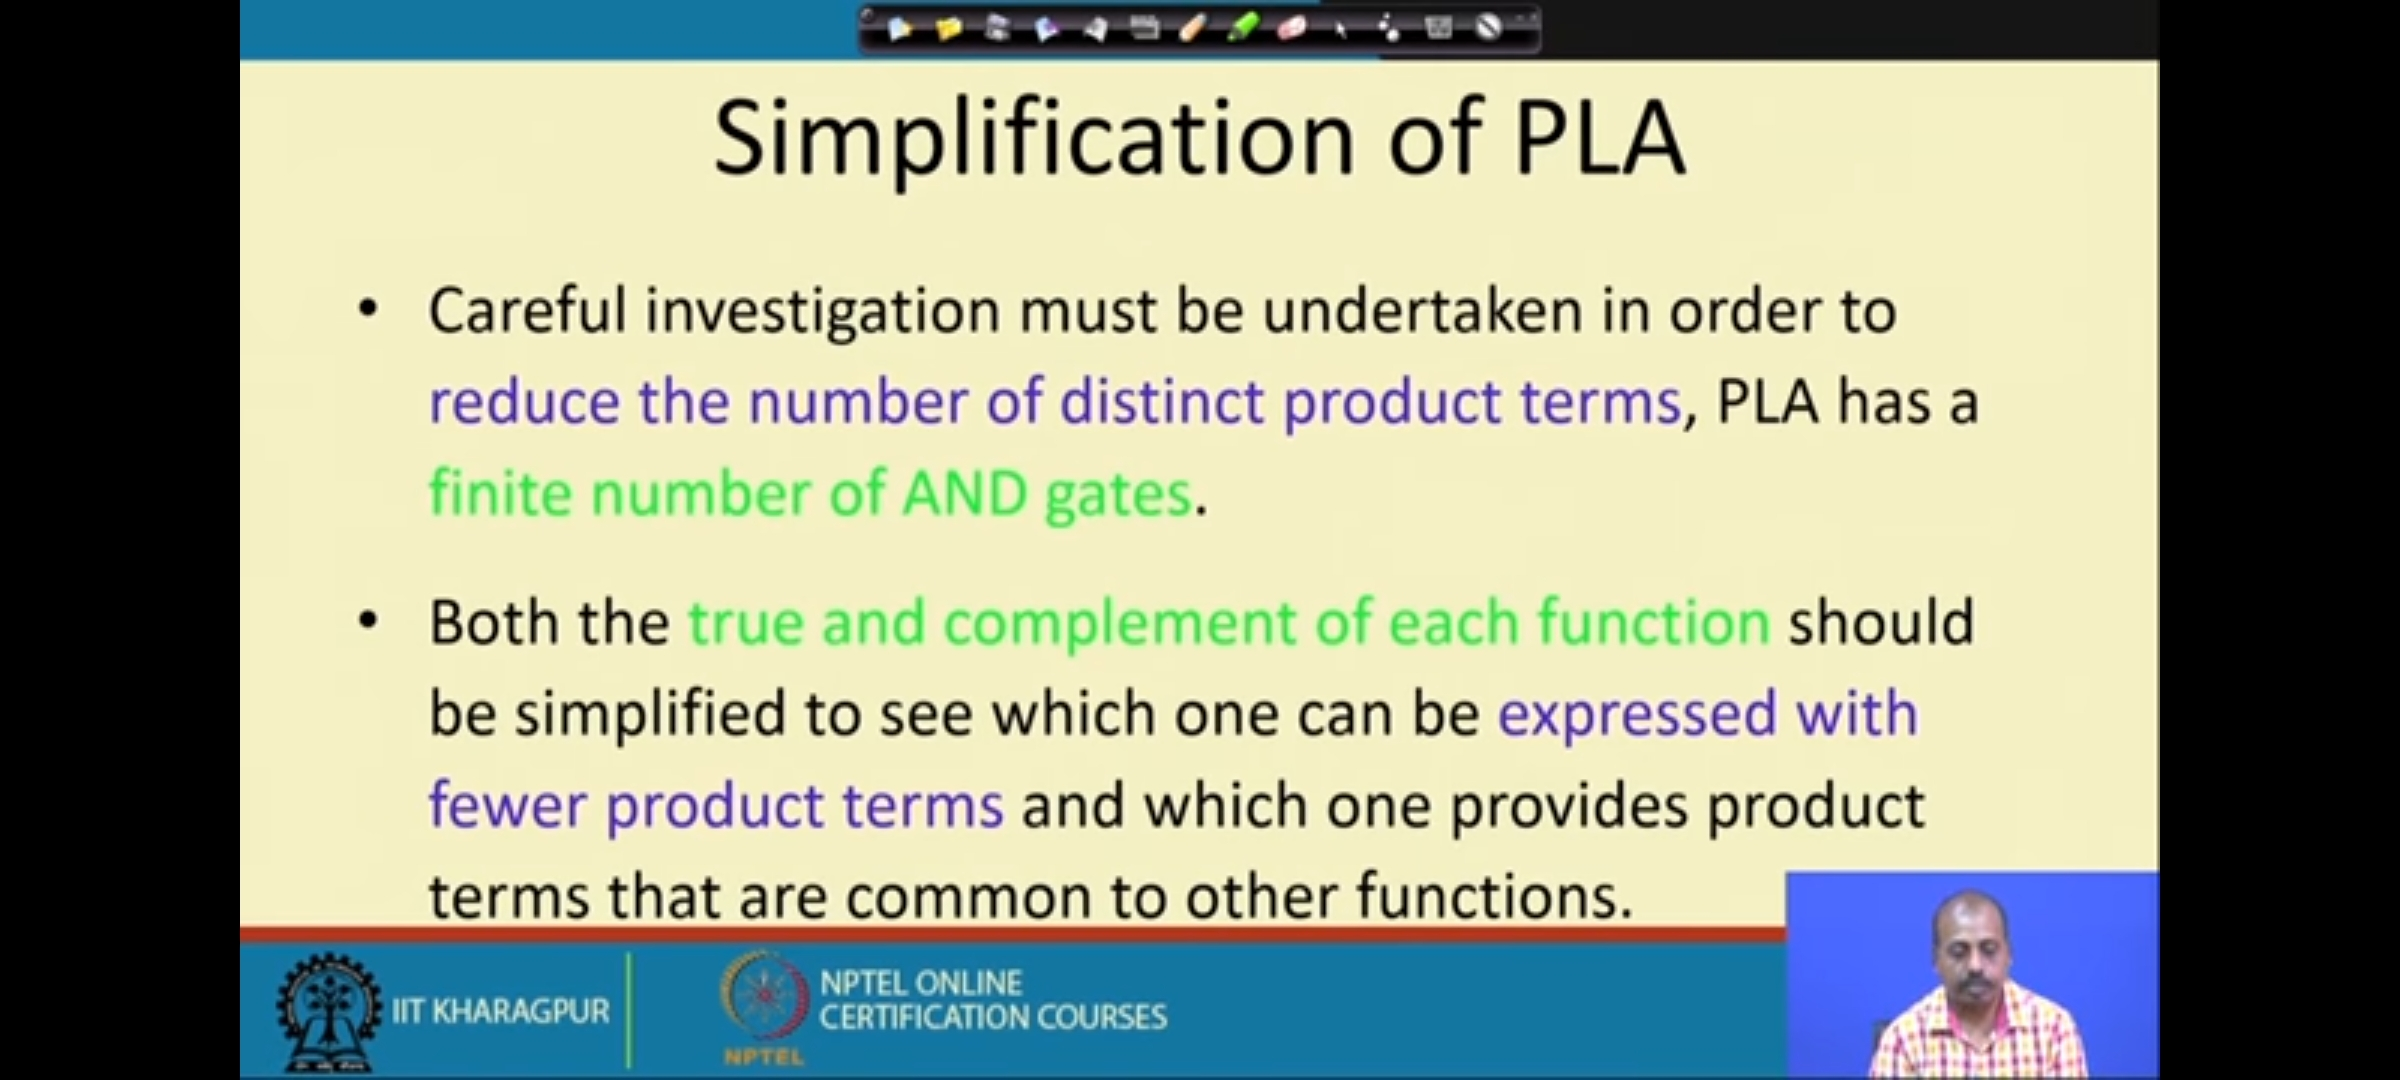 Simplification of PLA
• Careful investigation must be undertaken in order to
reduce the number of distinct product terms, PLA has a
finite number of AND gates.
• Both the true and complement of each function should
be simplified to see which one can be expressed with
fewer product terms and which one provides product
terms that are common to other functions.
IIT KHARAGPUR
NPTEL
NPTEL ONLINE
CERTIFICATION COURSES